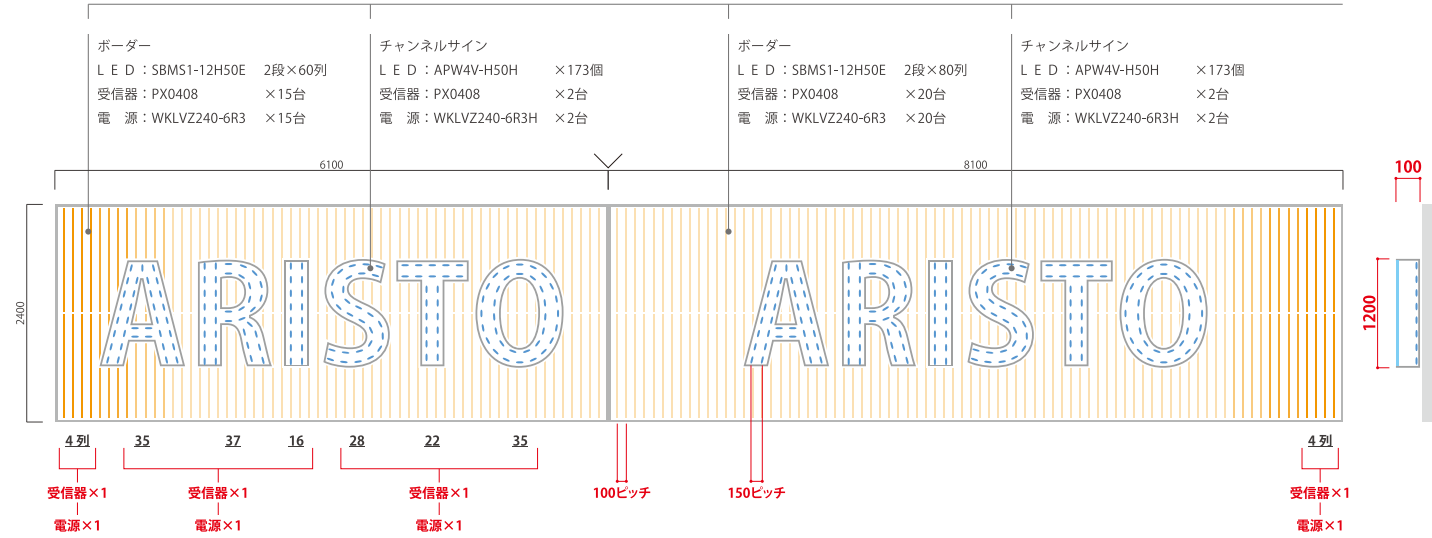 ボーダー
ＬＥＤ：SBMS1-12H50E 2段×60列
受信器：PX0408 ×15台
電　源：WKLVZ240-6R3 ×15台
チャンネルサイン
ＬＥＤ：APW4V-H50H ×173個
受信器：PX0408 ×2台
電　源：WKLVZ240-6R3H ×2台
ボーダー
ＬＥＤ：SBMS1-12H50E 2段×80列
受信器：PX0408 ×20台
電　源：WKLVZ240-6R3 ×20台
チャンネルサイン
ＬＥＤ：APW4V-H50H ×173個
受信器：PX0408 ×2台
電　源：WKLVZ240-6R3H ×2台
6100
8100
100
2400
ARISTO
ARISTO
1200
4 列
35
37
16
28
22
35
4 列
受信器×1
受信器×1
受信器×1
100ピッチ
150ピッチ
受信器×1
電源×1
電源×1
電源×1
電源×1